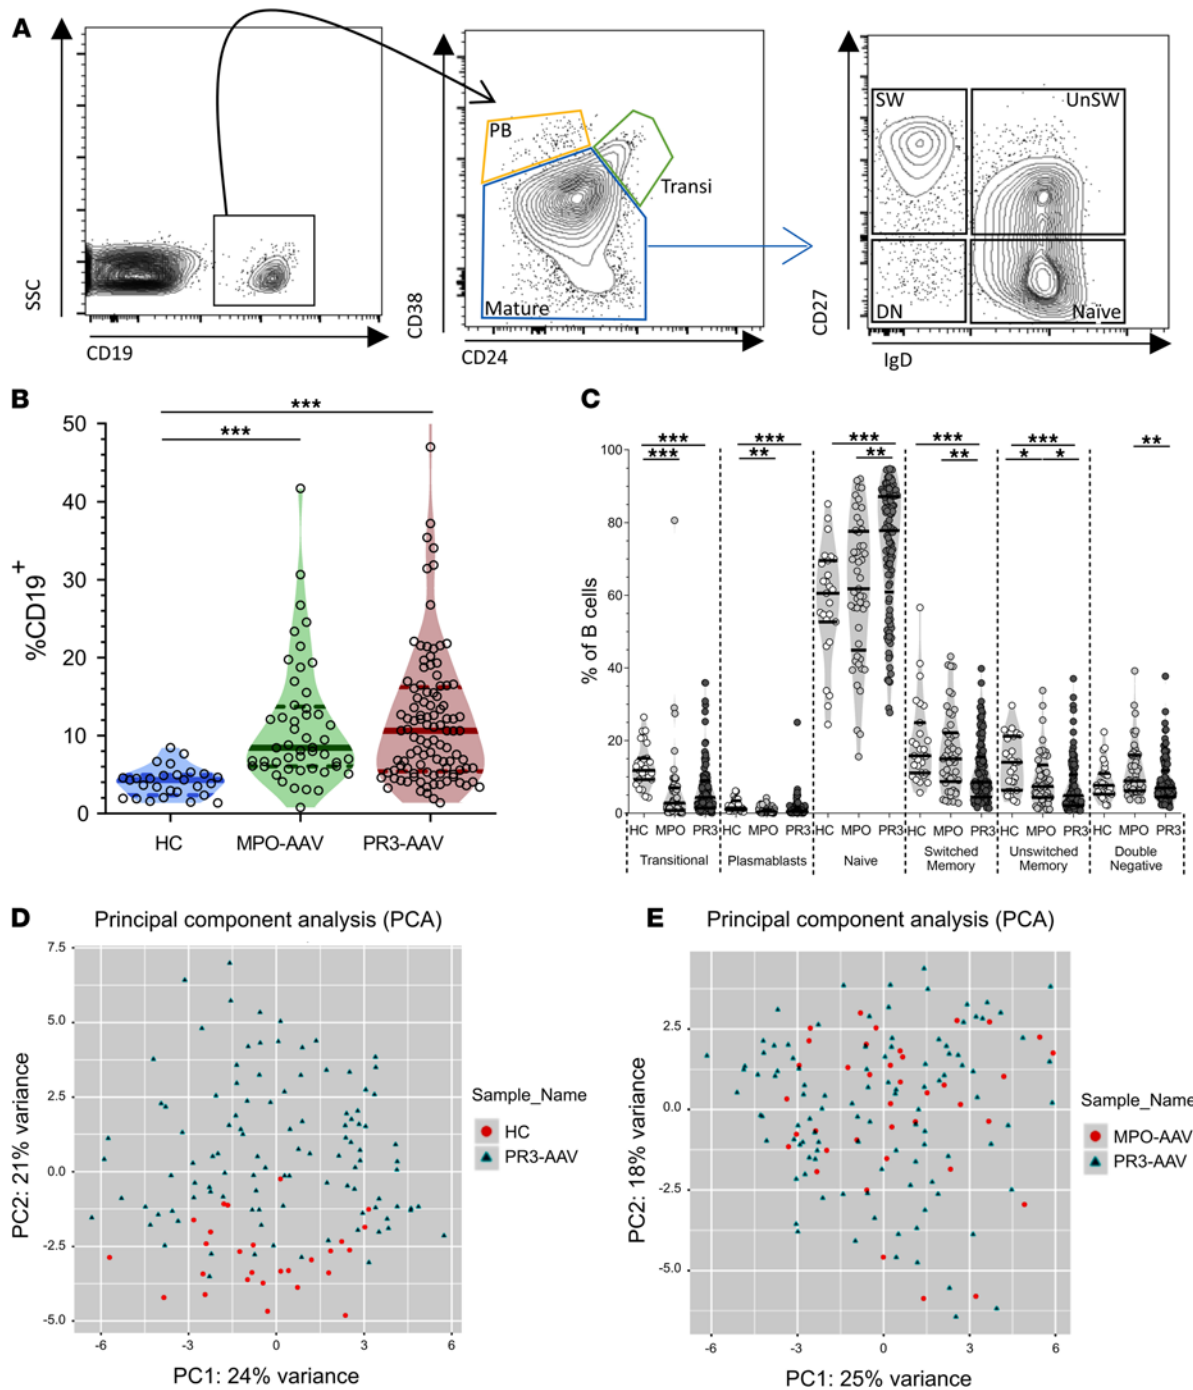 A
SSC
CD19
PB
Transi
Mature
CD38
CD24
SW
UnSW
DN
Naïve
CD27
IgD
B
***
***
50
40
30
20
10
0
%CD19+
HC
MPO-AAV
PR3-AAV
C
*** *** *** *** *** **
*** ** ** ** * *
100
80
60
40
20
0
% of B cells
HC MPO PR3 HC MPO PR3 HC MPO PR3 HC MPO PR3 HC MPO PR3 HC MPO PR3
Transitional
Plasmablasts
Naive
Switched
Memory
Unswitched
Memory
Double
Negative
D
Principal component analysis (PCA)
7.5
5.0
2.5
0.0
-2.5
-5.0
PC2: 21% variance
-6 -3 0 3 6
PC1: 24% variance
Sample_Name
HC
PR3-AAV
E
Principal component analysis (PCA)
2.5
0.0
-2.5
-5.0
PC2: 18% variance
-6 -3 0 3 6
PC1: 25% variance
Sample_Name
MPO-AAV
PR3-AAV